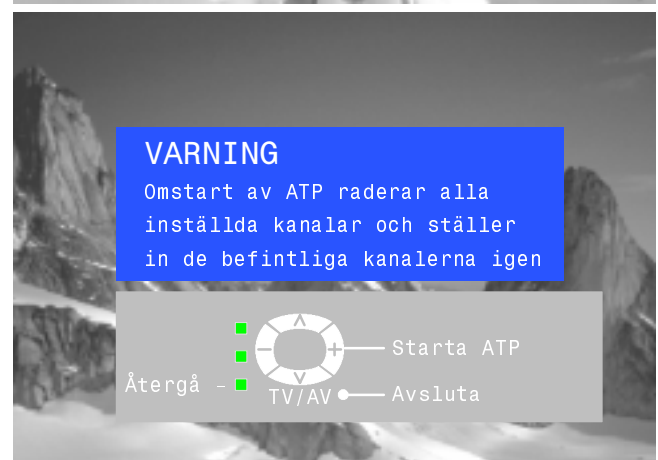 VARNING
Omstart av ATP raderar alla
inställda kanalar och ställer
in de befintliga kanalerna igen
Starta ATP
Återgå
TV/AV Avsluta